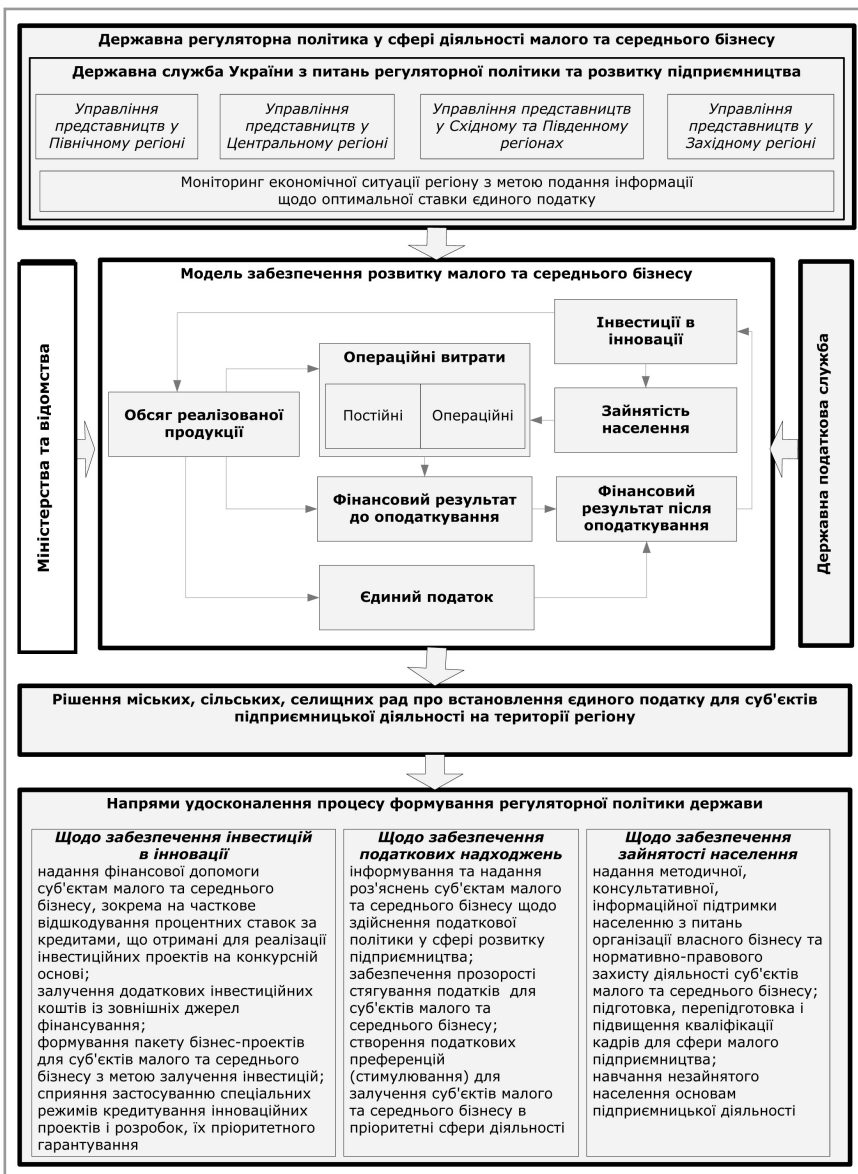 Державна регуляторна політика у сфері діяльності малого та середнього бізнесу
Державна служба України з питань регуляторної політики та розвитку підприємництва
Управління
представництв у
Північному регіоні
Управління
представництв у
Центральному регіоні
Управління представництв
у Східному та Південному
регіонах
Управління
представництв у
Західному регіоні
Моніторинг економічної ситуації регіону з метою подання інформації
щодо оптимальної ставки єдиного податку
Міністерства та відомства
Модель забезпечення розвитку малого та середнього бізнесу
Інвестиції в
інновації
Операційні витрати
Постійні
Операційні
Обсяг реалізованої
продукції
Зайнятість
населення
Фінансовий результат
до оподаткування
Фінансовий
результат після
оподаткування
Єдиний податок
Державна податкова служба
Рішення міських, сільських, селищних рад про встановлення єдиного податку для суб'єктів
підприємницької діяльності на території регіону
Напрями удосконалення процесу формування регуляторної політики держави
Щодо забезпечення інвестицій
в інновації
надання фінансової допомоги
суб'єктам малого та середнього
бізнесу, зокрема на часткове
відшкодування процентних ставок за
кредитами, що отримані для реалізації
інвестиційних проектів на конкурсній
основі;
залучення додаткових інвестиційних
коштів із зовнішніх джерел
фінансування;
формування пакету бізнес-проектів
для суб'єктів малого та середнього
бізнесу з метою залучення інвестицій;
сприяння застосуванню спеціальних
режимів кредитування інноваційних
проектів і розробок, їх пріоритетного
гарантування
Щодо забезпечення
податкових надходжень
інформування та надання
роз'яснень суб'єктам малого
та середнього бізнесу щодо
здійснення податкової
політики у сфері розвитку
підприємництва;
забезпечення прозорості
стягування податків для
суб'єктів малого та
середнього бізнесу;
створення податкових
преференцій
(стимулювання) для
залучення суб'єктів малого
та середнього бізнесу в
пріоритетні сфери діяльності
Щодо забезпечення
зайнятості населення
надання методичної,
консультативної,
інформаційної підтримки
населенню з питань
організації власного бізнесу та
нормативно-правового
захисту діяльності суб'єктів
малого та середнього бізнесу;
підготовка, перепідготовка і
підвищення кваліфікації
кадрів для сфери малого
підприємництва;
навчання незайнятого
населення основам
підприємницької діяльності